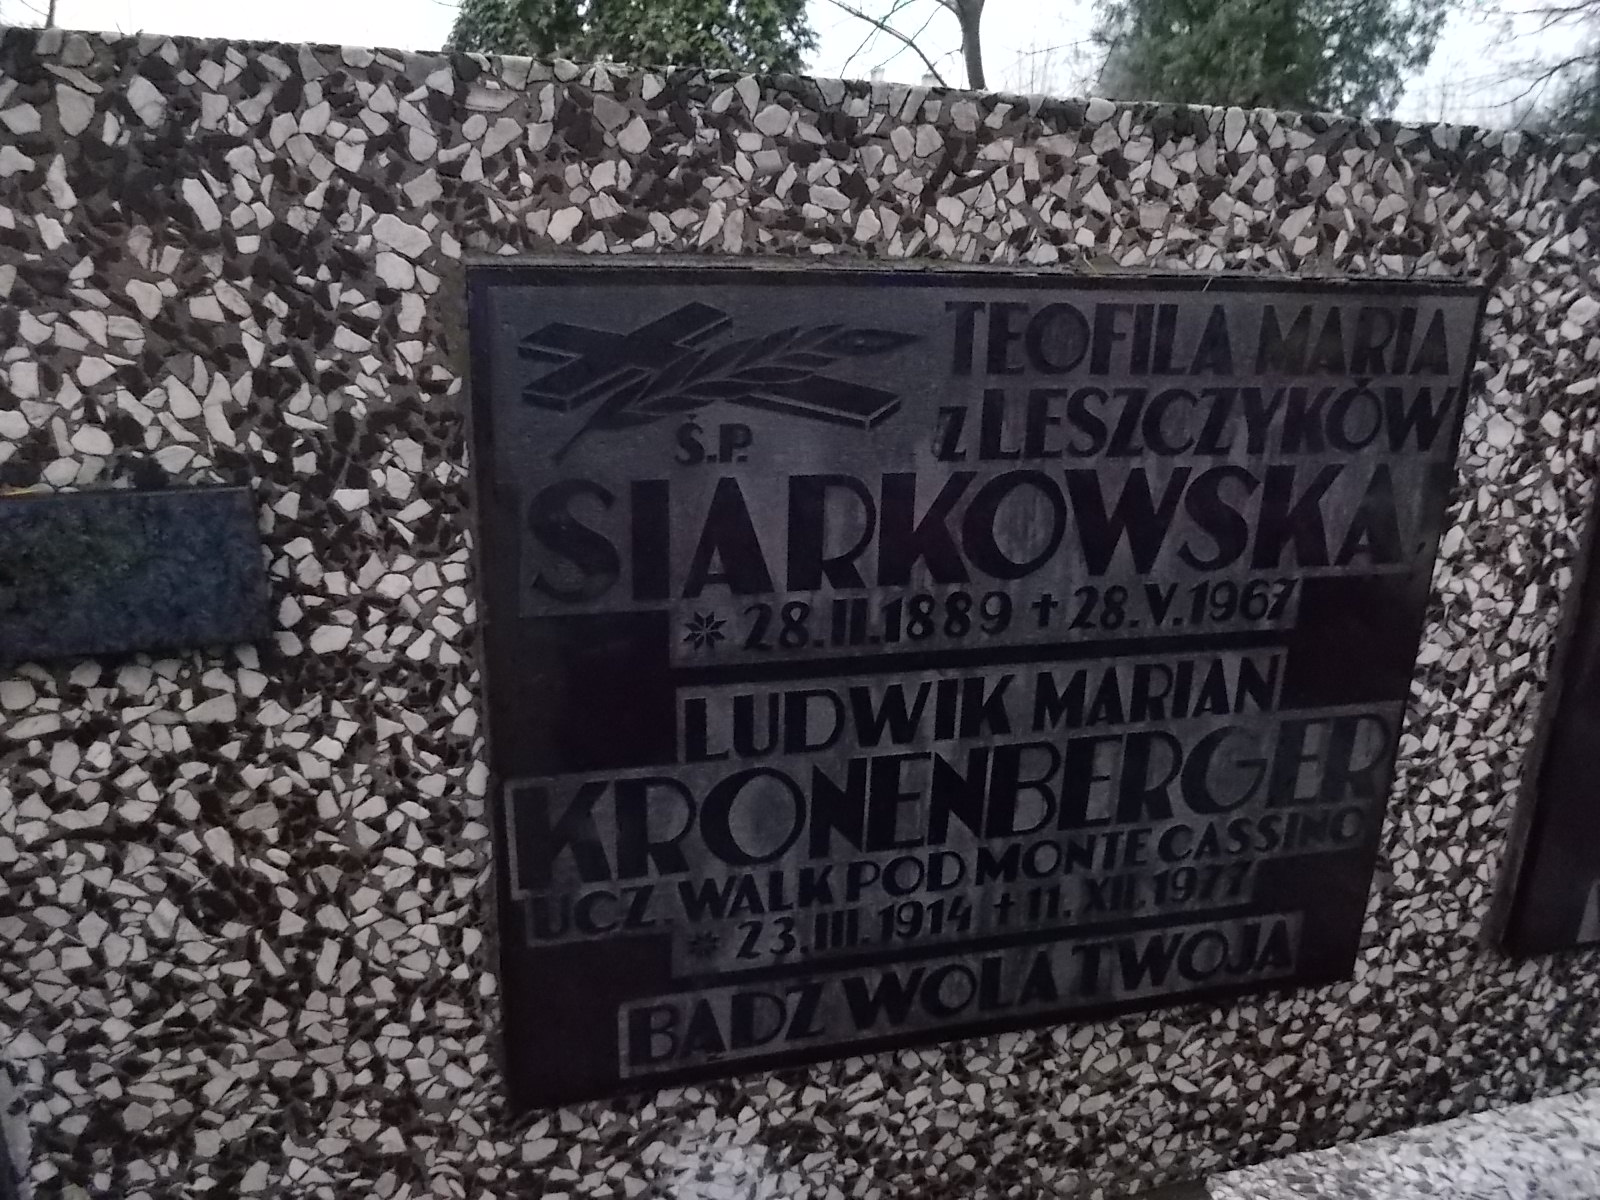 Ś.P.
TEOFILA MARIA
z LESZCZYKÓW
SIARKOWSKA,
* 28.II.1889 † 28.V.1967
LUDWIK MARIAN
KRONENBERGER
UCZ. WALK POD MONTE CASSINO
* 23.III.1914 † 11.XII.1977
BĄDZ WOLA TWOJA